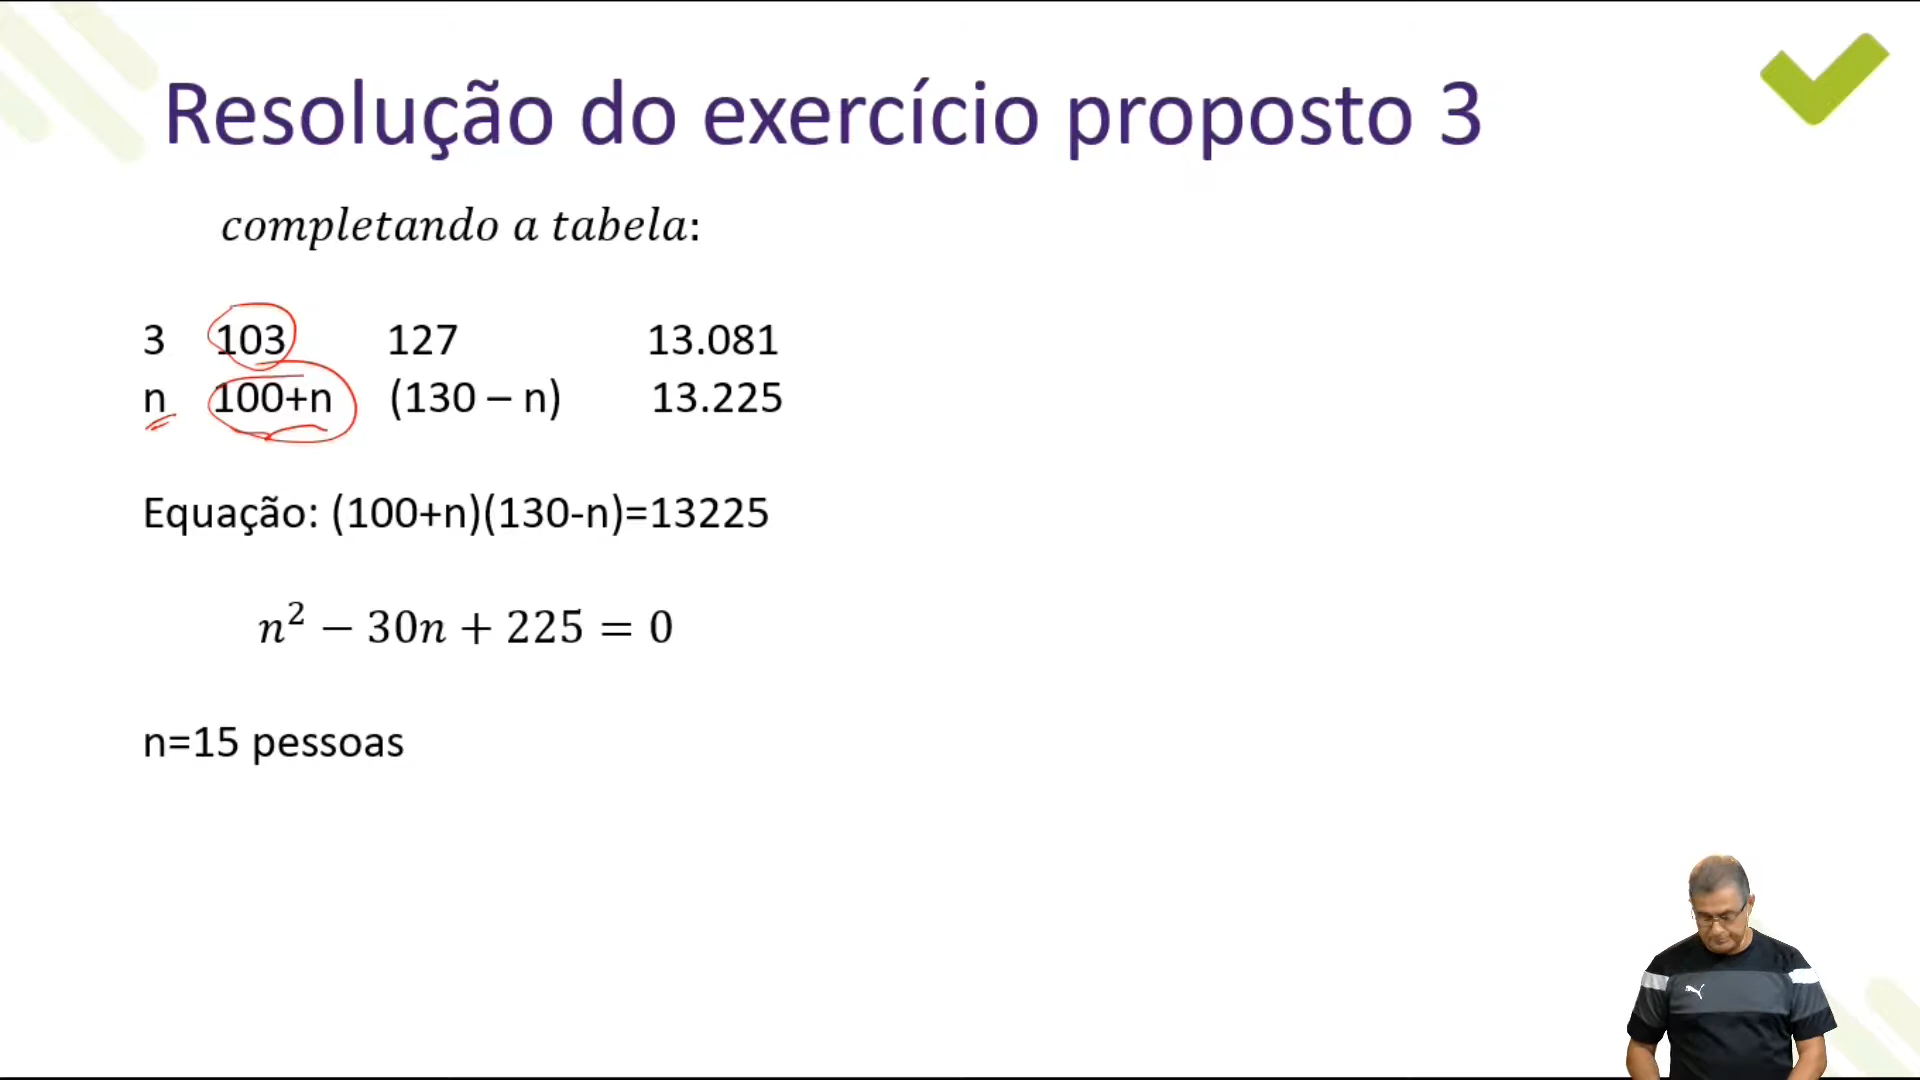 Resolução do exercício proposto 3
completando a tabela:
3 103 127 13.081
n 100+n (130 – n) 13.225
Equação: (100+n)(130-n)=13225
n² − 30n + 225 = 0
n=15 pessoas